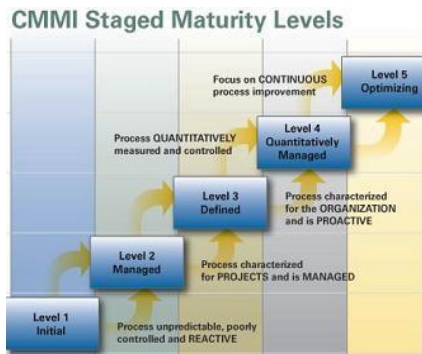 CMMI Staged Maturity Levels
Focus on CONTINUOUS
process improvement
Level 5
Optimizing
Process QUANTITATIVELY
measured and controlled
Level 4
Quantitatively
Managed
Level 3
Defined
Process characterized
for the ORGANIZATION
and is PROACTIVE
Level 2
Managed
Process characterized
for PROJECTS and is MANAGED
Level 1
Initial
Process unpredictable, poorly
controlled and REACTIVE